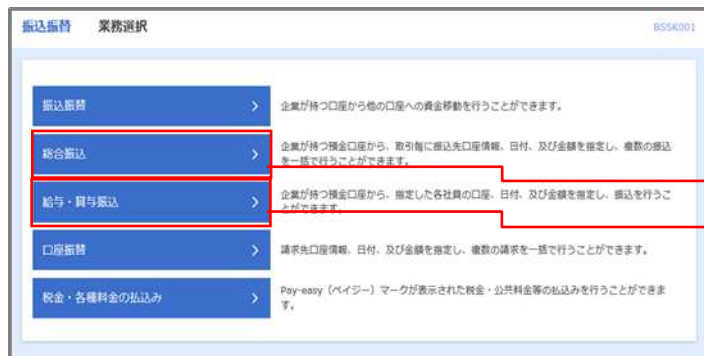 振込振替 業務選択
BSSK001
振込振替
企業が持つ口座から他の口座への資金移動を行うことができます。
総合振込
企業が持つ預金口座から、取引毎に振込先口座情報、日付、及び金額を指定し、複数の振込
を一括で行うことができます。
給与・賞与振込
企業が持つ預金口座から、指定した各社員の口座、日付、及び金額を指定し、振込を行うこ
とができます。
口座振替
請求先口座情報、日付、及び金額を指定し、複数の請求を一括で行うことができます。
税金・各種料金の払込み
Pay-easy（ペイジー）マークが表示された税金・公共料金等の払込みを行うことができま
す。